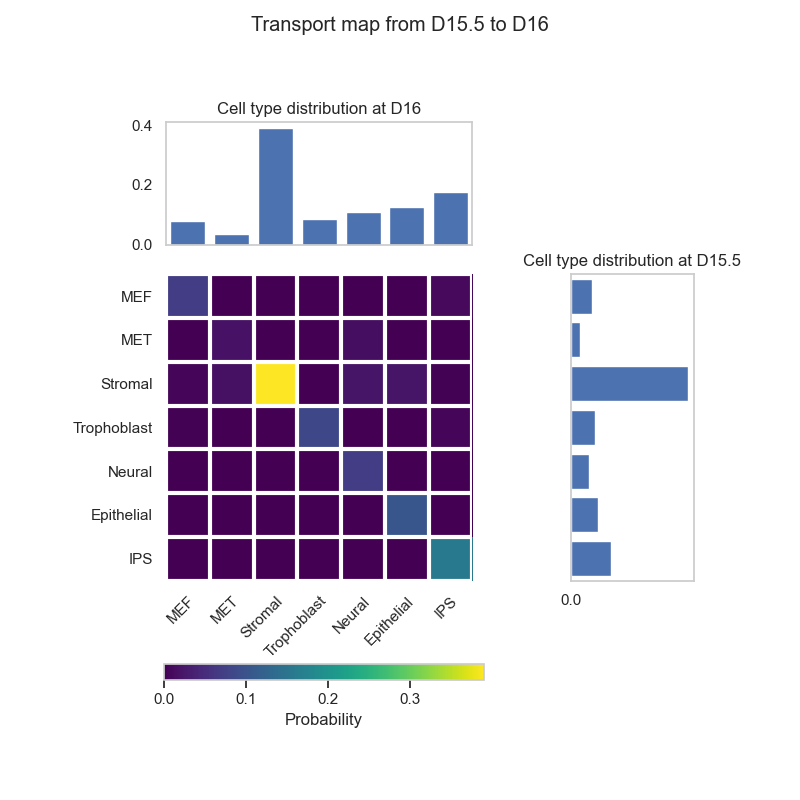 Transport map from D15.5 to D16
Cell type distribution at D16
0.4
0.2
0.0
Cell type distribution at D15.5
MEF
MET
Stromal
Trophoblast
Neural
Epithelial
IPS
0.0
MEF
MET
Stromal
Trophoblast
Neural
Epithelial
IPS
0.0 0.1 0.2 0.3
Probability